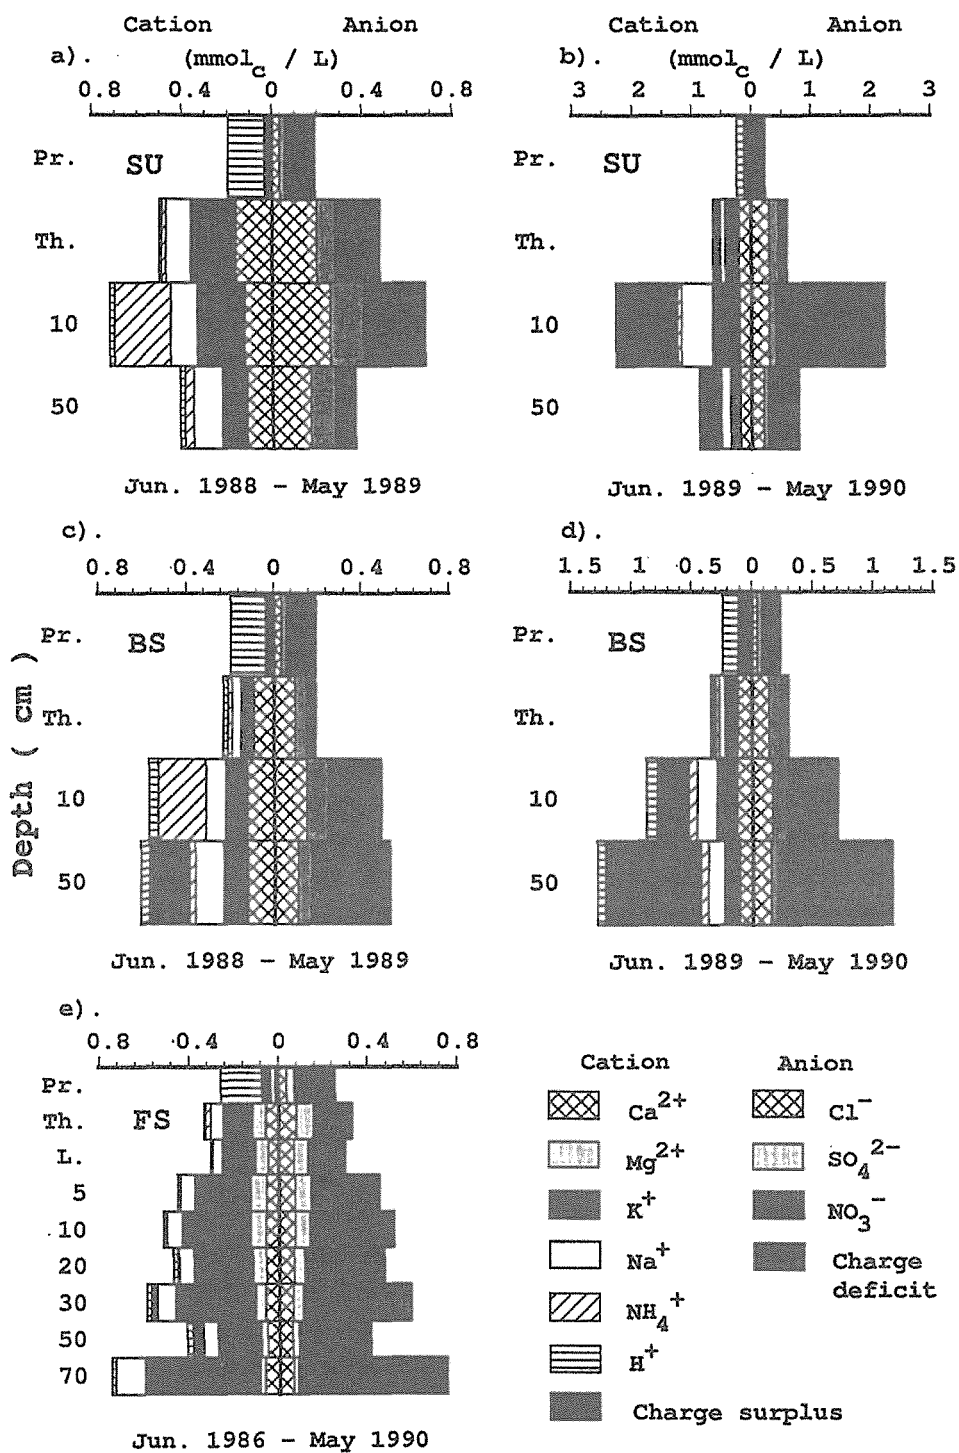 Cation Anion Cation Anion
a). (mmolc / L) b). (mmolc / L)
0.8 0.4 0 0.4 0.8 3 2 1 0 1 2 3
Pr. SU Pr. SU
Th. Th.
10 10
50 50
Jun. 1988 - May 1989 Jun. 1989 - May 1990
c). d).
0.8 0.4 0 0.4 0.8 1.5 1 0.5 0 0.5 1 1.5
Pr. BS Pr. BS
Th. Th.
10 10
50 50
Depth ( cm )
Jun. 1988 - May 1989 Jun. 1989 - May 1990
e).
0.8 0.4 0 0.4 0.8
Pr.
Th. FS
L.
5
10
20
30
50
70
Jun. 1986 - May 1990
Cation Anion
Ca2+ Cl-
Mg2+ SO42-
K+ NO3-
Na+ Charge
deficit
NH4+
H+
Charge surplus